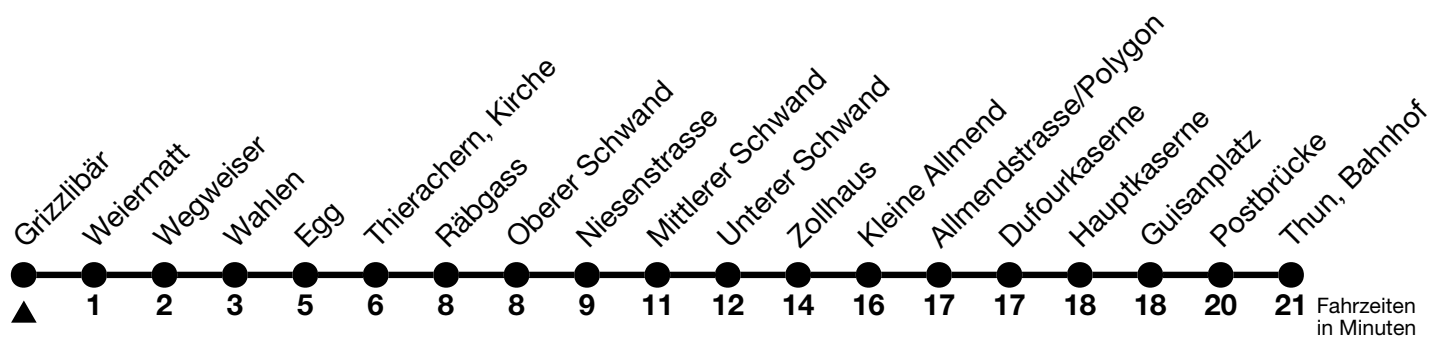 Grizzlibär
Weiermatt
Wegweiser
Wahlen
Egg
Thierachern, Kirche
Räbgass
Oberer Schwand
Niesenstrasse
Mittlerer Schwand
Unterer Schwand
Zollhaus
Kleine Allmend
Allmendstrasse/Polygon
Dufourkaserne
Hauptkaserne
Guisanplatz
Postbrücke
Thun, Bahnhof
1 2 3 5 6 8 8 9 11 12 14 16 17 17 18 18 20 21
Fahrzeiten
in Minuten